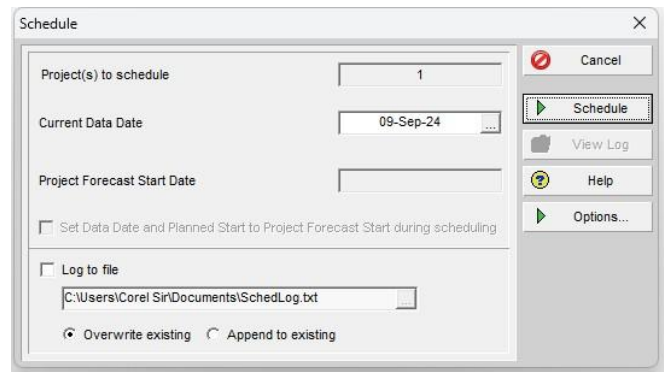 Schedule
Project(s) to schedule
1
Cancel
Current Data Date
09-Sep-24
...
Schedule
View Log
Project Forecast Start Date
Help
Set Data Date and Planned Start to Project Forecast Start during scheduling
Options...
Log to file
C:\Users\Corel Sir\Documents\SchedLog.txt
...
Overwrite existing
Append to existing